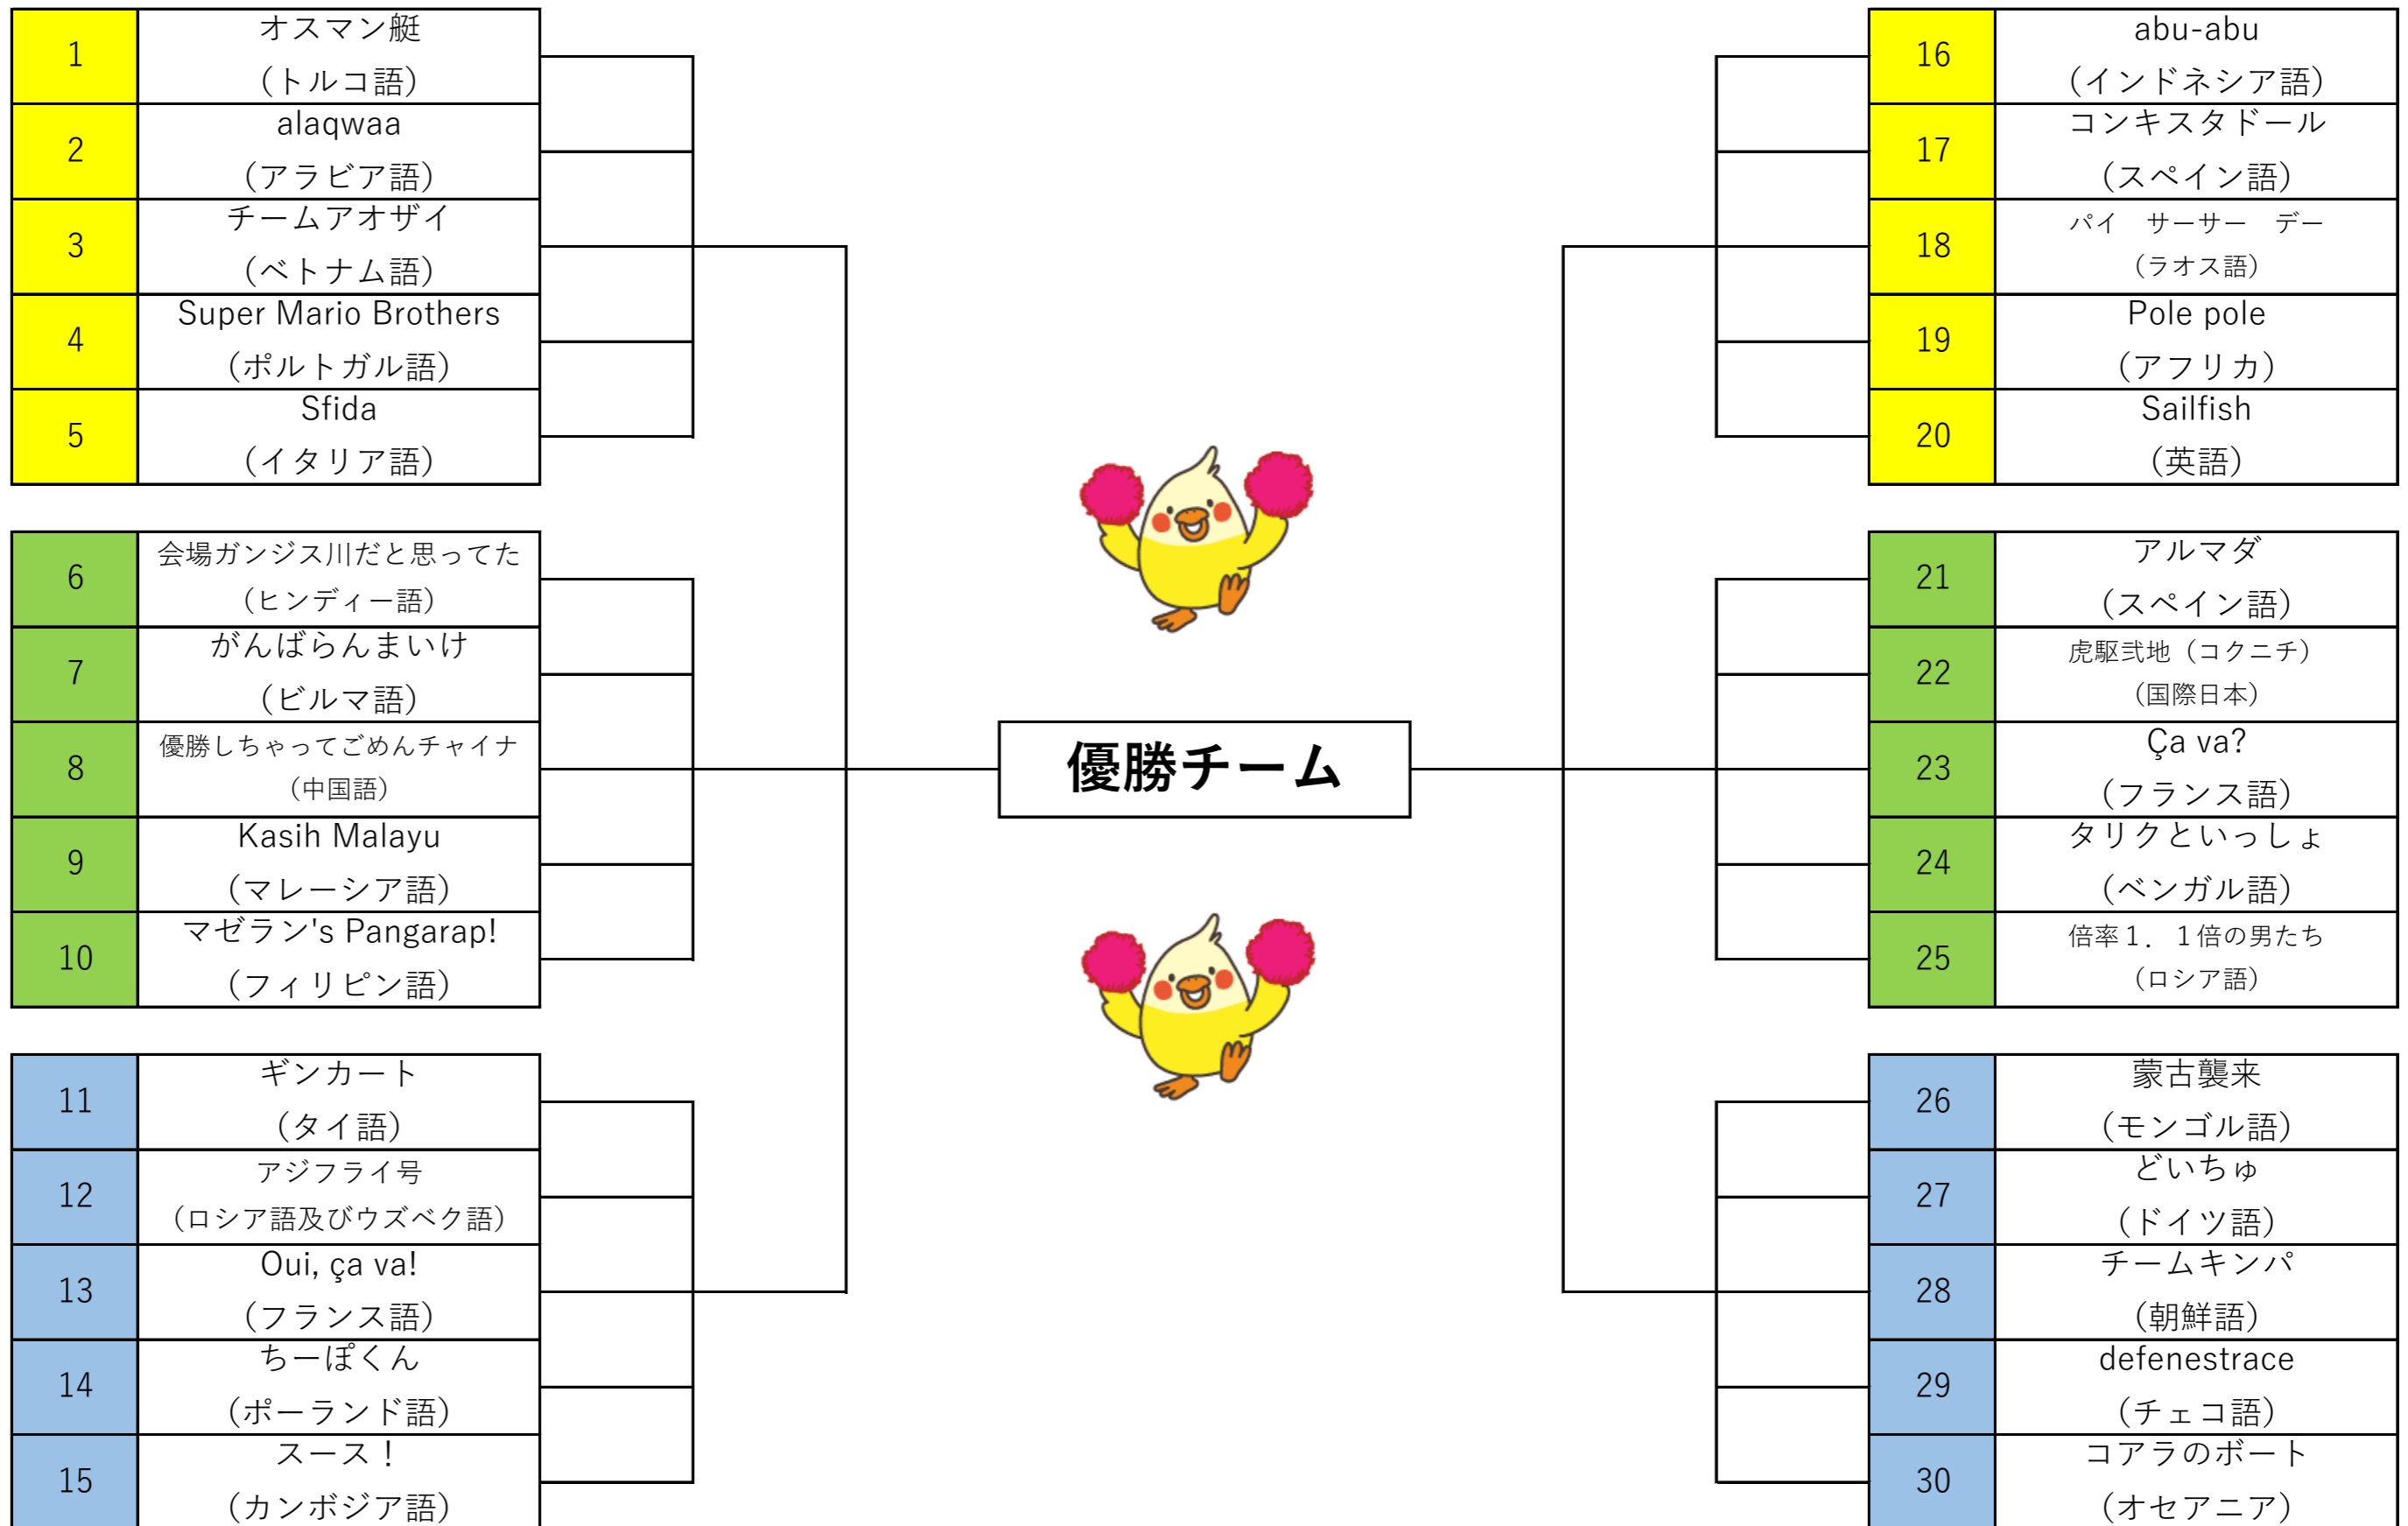 1
オスマン艇
（トルコ語）
2
alaqwaa
（アラビア語）
3
チームアオザイ
（ベトナム語）
4
Super Mario Brothers
（ポルトガル語）
5
Sfida
（イタリア語）
6
会場ガンジス川だと思ってた
（ヒンディー語）
7
がんばらんまいけ
（ビルマ語）
8
優勝しちゃってごめんチャイナ
（中国語）
9
Kasih Malayu
（マレーシア語）
10
マゼラン's Pangarap!
（フィリピン語）
11
ギンカート
（タイ語）
12
アジフライ号
（ロシア語及びウズベク語）
13
Oui, ça va!
（フランス語）
14
ちーぽくん
（ポーランド語）
15
スース！
（カンボジア語）
優勝チーム
16
abu-abu
（インドネシア語）
17
コンキスタドール
（スペイン語）
18
パイ　サーサー　デー
（ラオス語）
19
Pole pole
（アフリカ）
20
Sailfish
（英語）
21
アルマダ
（スペイン語）
22
虎駆弐地（コクニチ）
（国際日本）
23
Ça va?
（フランス語）
24
タリクといっしょ
（ベンガル語）
25
倍率１．１倍の男たち
（ロシア語）
26
蒙古襲来
（モンゴル語）
27
どいちゅ
（ドイツ語）
28
チームキンパ
（朝鮮語）
29
defenestrace
（チェコ語）
30
コアラのボート
（オセアニア）